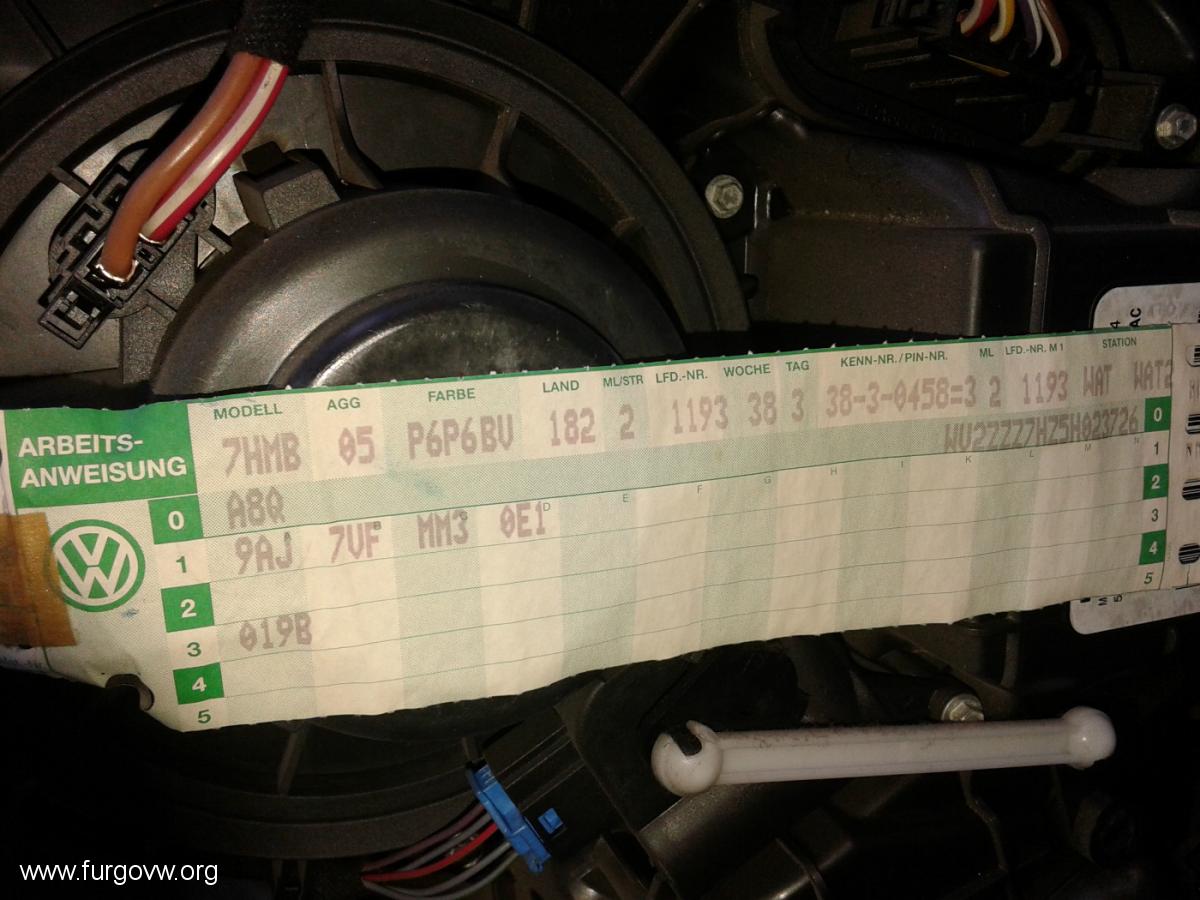 ARBEITS-
ANWEISUNG
MODELL AGG FARBE LAND ML/STR LFD.-NR. WOCHE TAG KENN-NR./PIN-NR. ML LFD.-NR. M 1 STATION
7HMB 05 P6P6BV 182 2 1193 38 3 38-3-0458=3 2 1193 WAT WAT2
WV2ZZZ7HZ5H023726 0
0 A8Q 1
D E F G H I K L M N
1 9AJ 7VF MM3 0E1 2
2 3
3 019B 4
4 5
5
www.furgovw.org